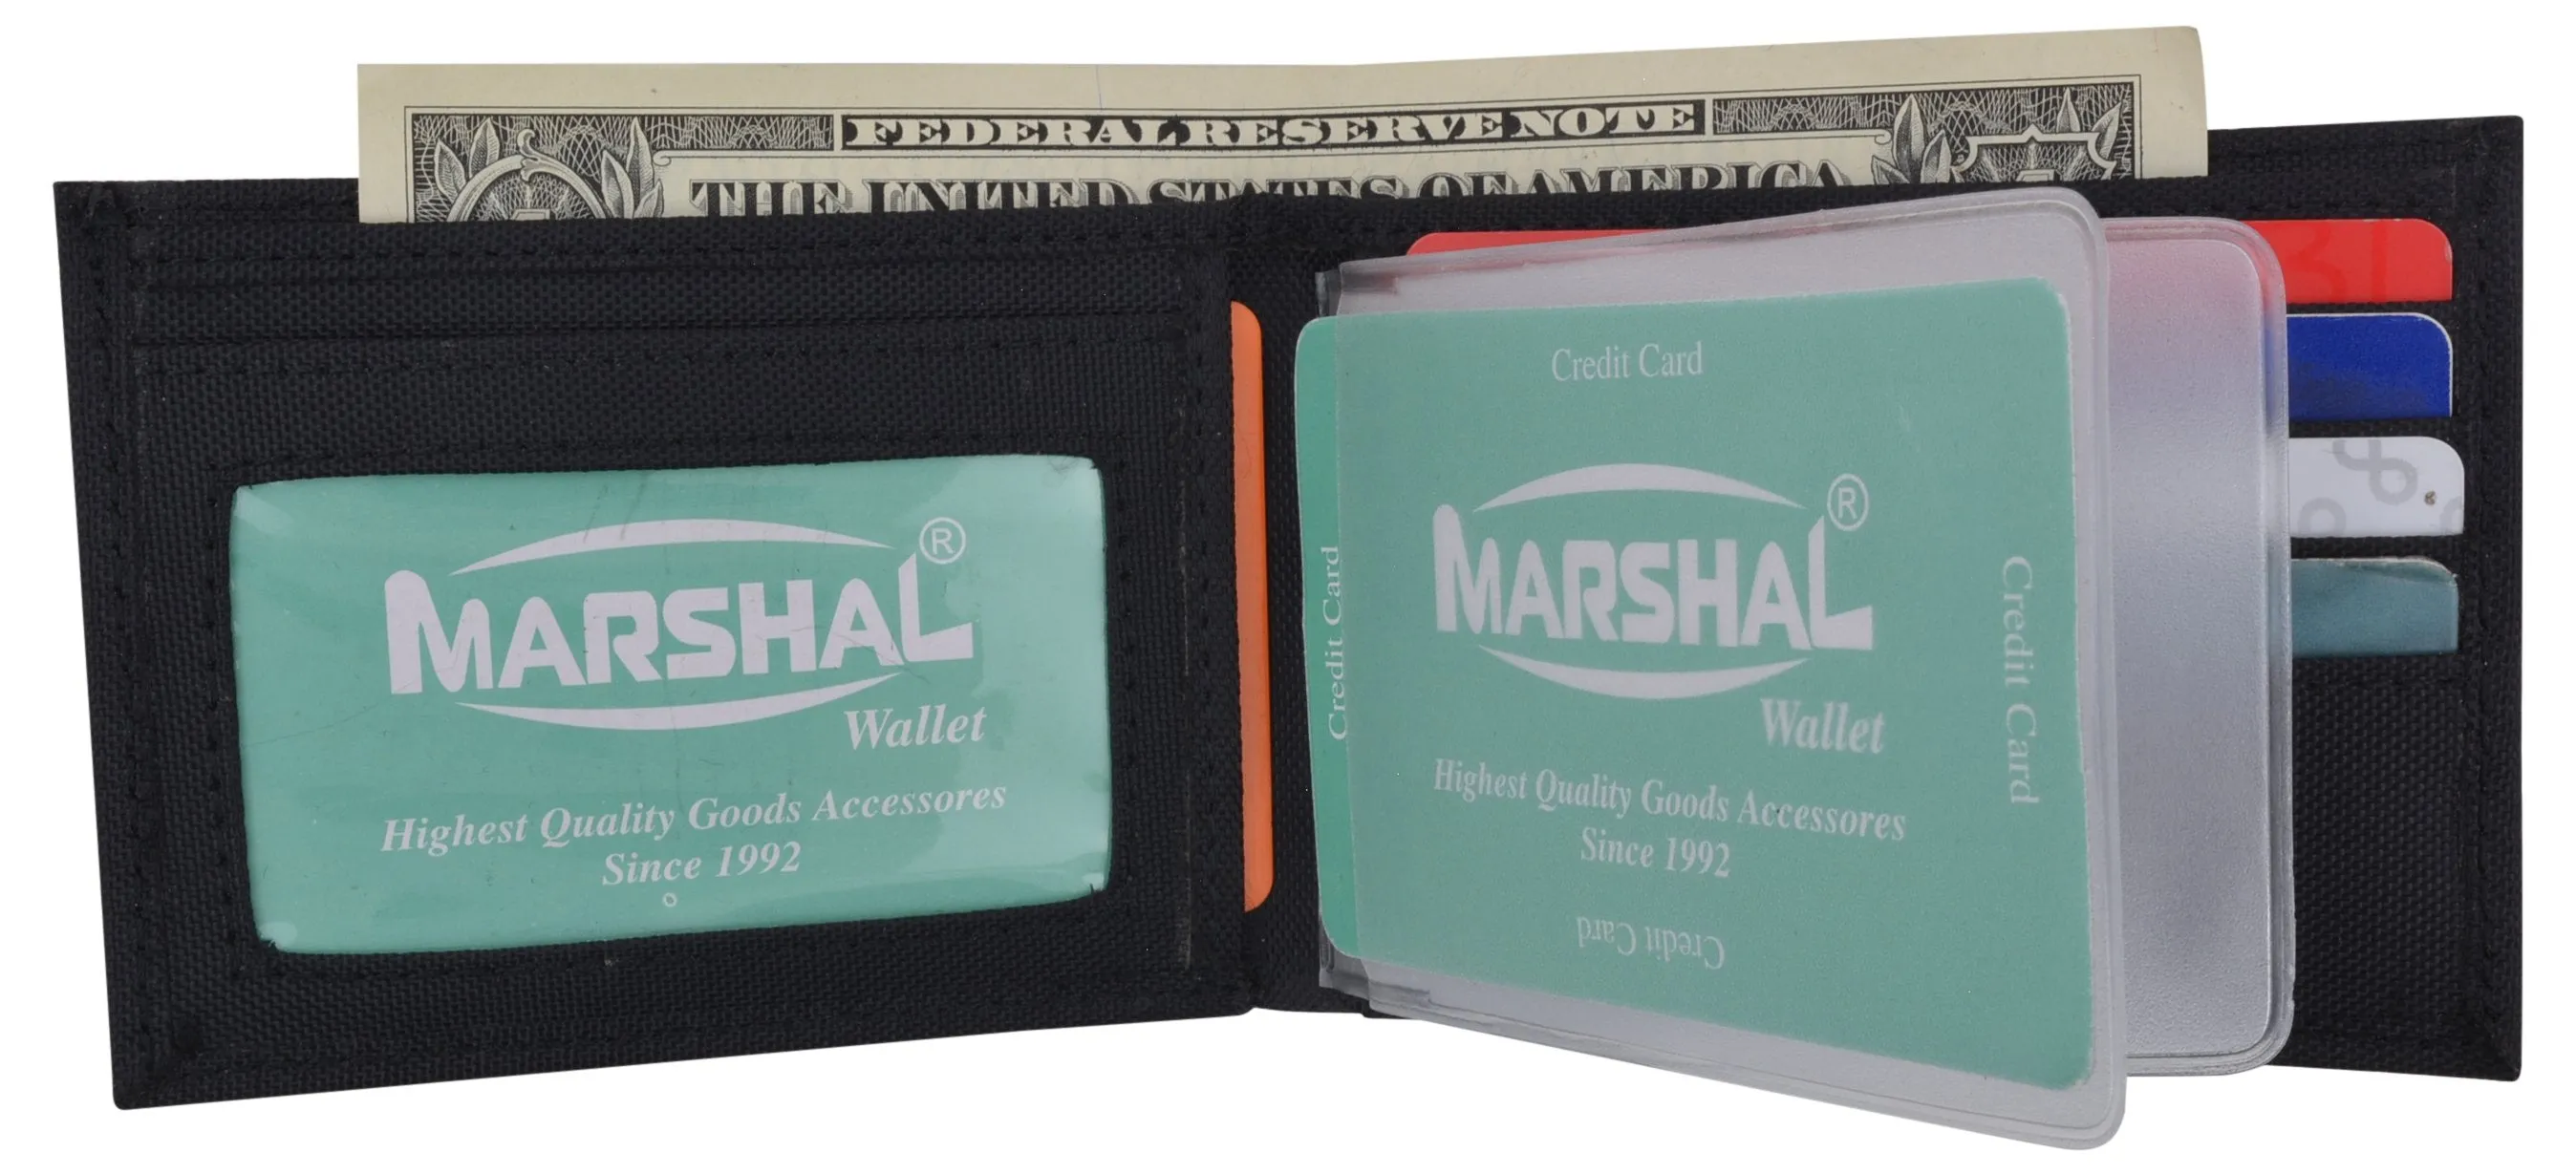 FEDERAL RESERVE NOTE
THE UNITED STATES OF AMERICA
MARSHAL ®
Wallet
Highest Quality Goods Accessores
Since 1992
Credit Card
Credit Card
MARSHAL ®
Wallet
Highest Quality Goods Accessores
Since 1992
Credit Card
Credit Card